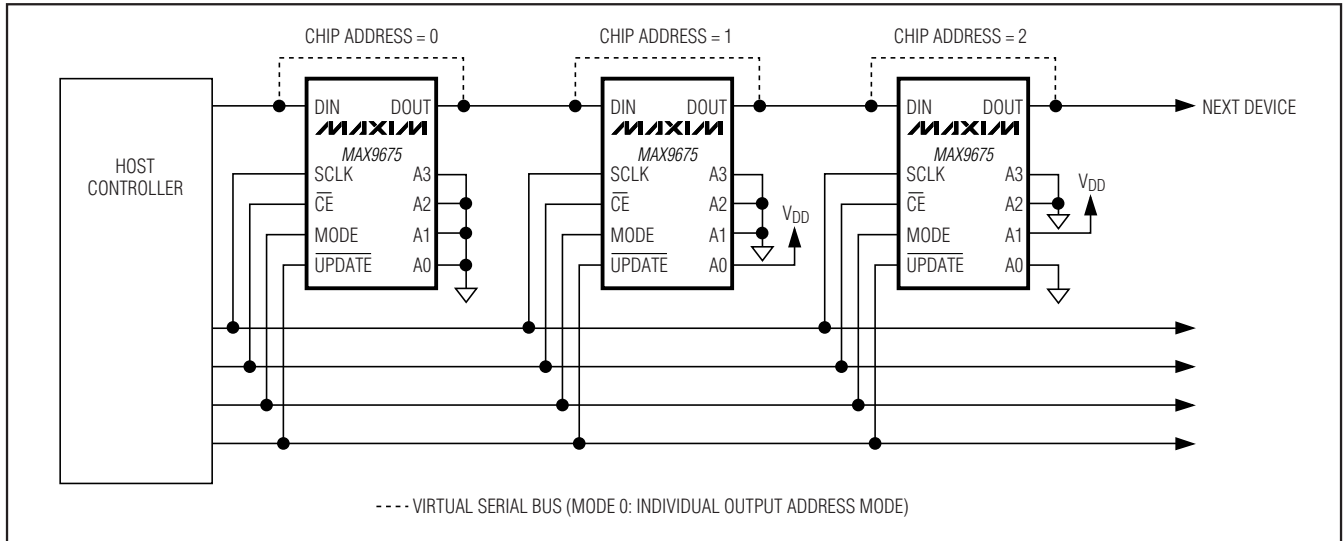 CHIP ADDRESS = 0
CHIP ADDRESS = 1
CHIP ADDRESS = 2
HOST
CONTROLLER
DIN DOUT
MAXIM
MAX9675
SCLK A3
CE A2
MODE A1
UPDATE A0
DIN DOUT
MAXIM
MAX9675
SCLK A3
CE A2
MODE A1
UPDATE A0
VDD
DIN DOUT
MAXIM
MAX9675
SCLK A3
CE A2
MODE A1
UPDATE A0
VDD
NEXT DEVICE
---- VIRTUAL SERIAL BUS (MODE 0: INDIVIDUAL OUTPUT ADDRESS MODE)